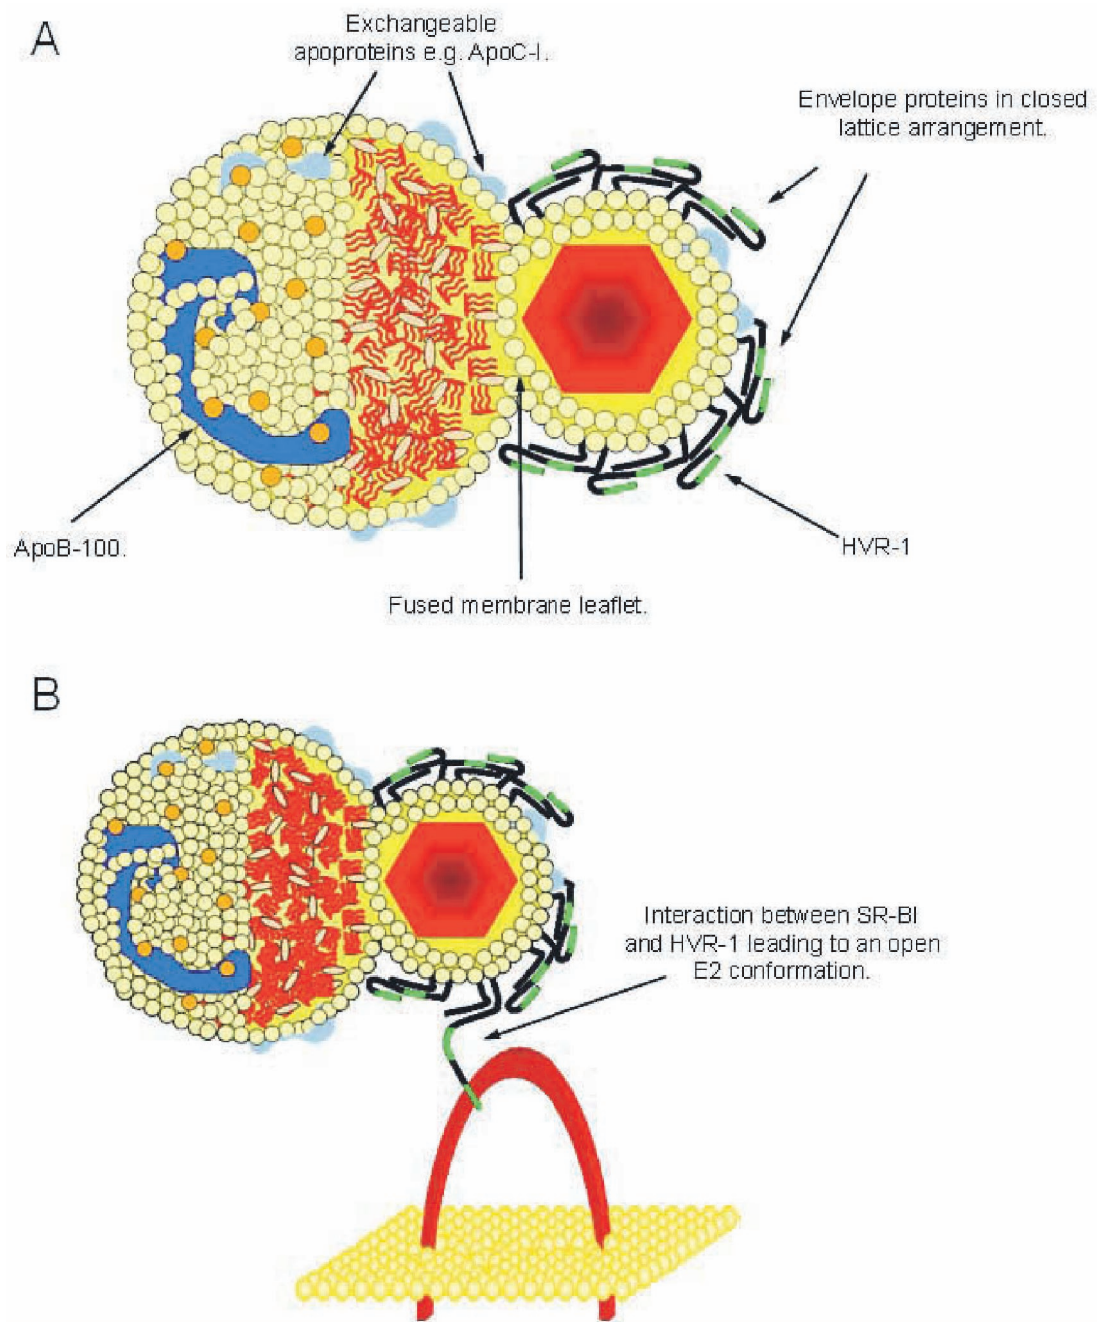 A
Exchangeable
apoproteins e.g. ApoC-I.
Envelope proteins in closed
lattice arrangement.
ApoB-100.
HVR-1
Fused membrane leaflet.
B
Interaction between SR-BI
and HVR-1 leading to an open
E2 conformation.